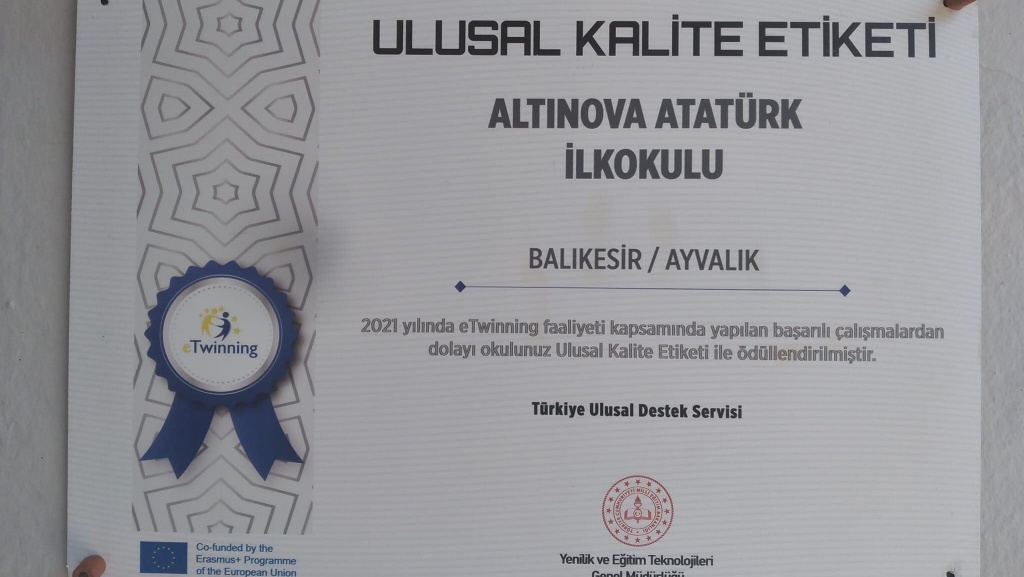 ULUSAL KALİTE ETİKETİ
ALTINOVA ATATÜRK
İLKOKULU
BALIKESİR / AYVALIK
2021 yılında eTwinning faaliyeti kapsamında yapılan başarılı çalışmalardan
dolayı okulunuz Ulusal Kalite Etiketi ile ödüllendirilmiştir.
eTwinning
Türkiye Ulusal Destek Servisi
Co-funded by the
Erasmus+ Programme
of the European Union
Yenilik ve Eğitim Teknolojileri
Genel Müdürlüğü